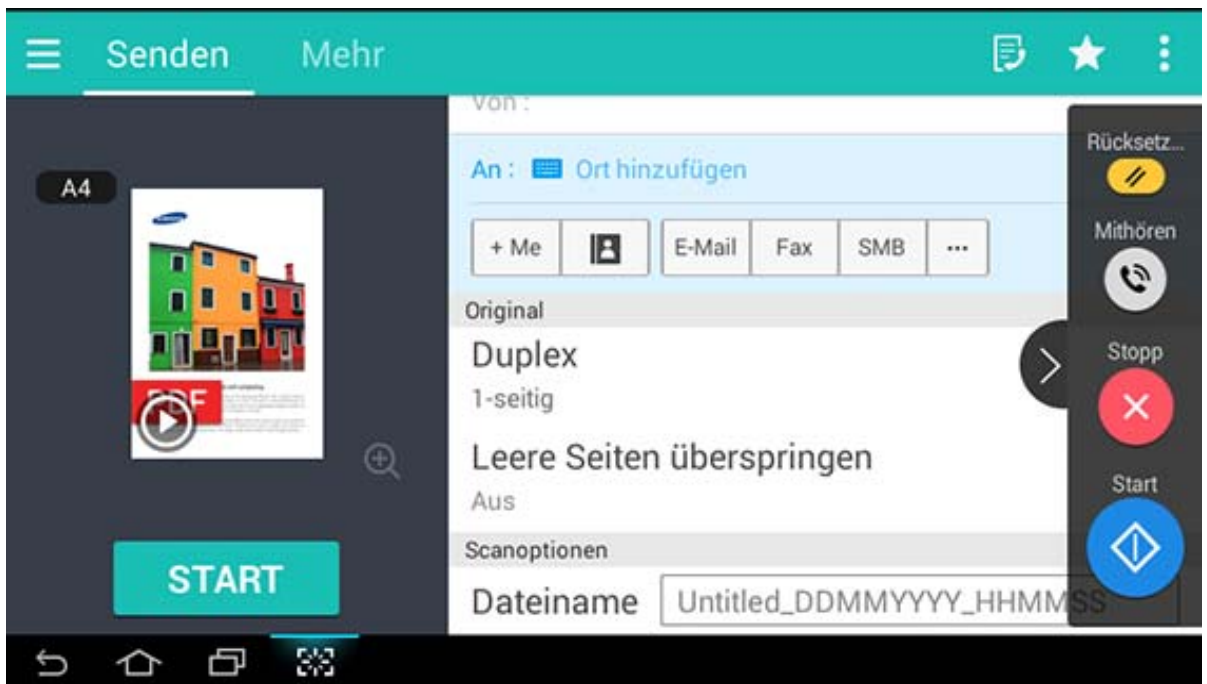 Senden
Mehr
Von :
An :
Ort hinzufügen
A4
PDF
+ Me
E-Mail
Fax
SMB
...
Original
Duplex
1-seitig
Leere Seiten überspringen
Aus
Scanoptionen
Dateiname
Untitled_DDMMYYYY_HHMMSS
START
Rücksetz...
Mithören
Stopp
Start